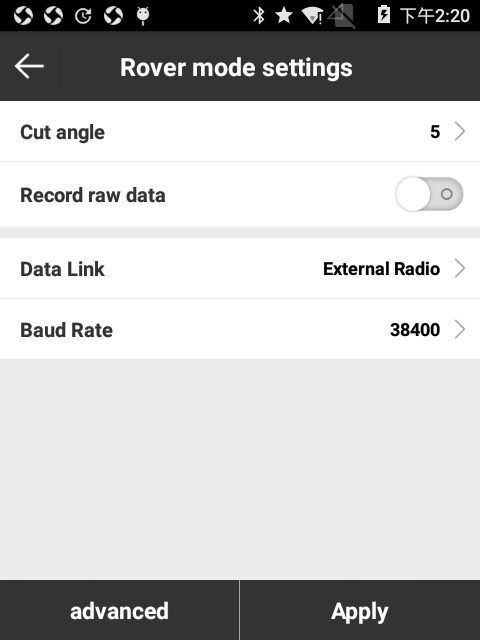 下午2:20
Rover mode settings
Cut angle 5
Record raw data
Data Link External Radio
Baud Rate 38400
advanced Apply